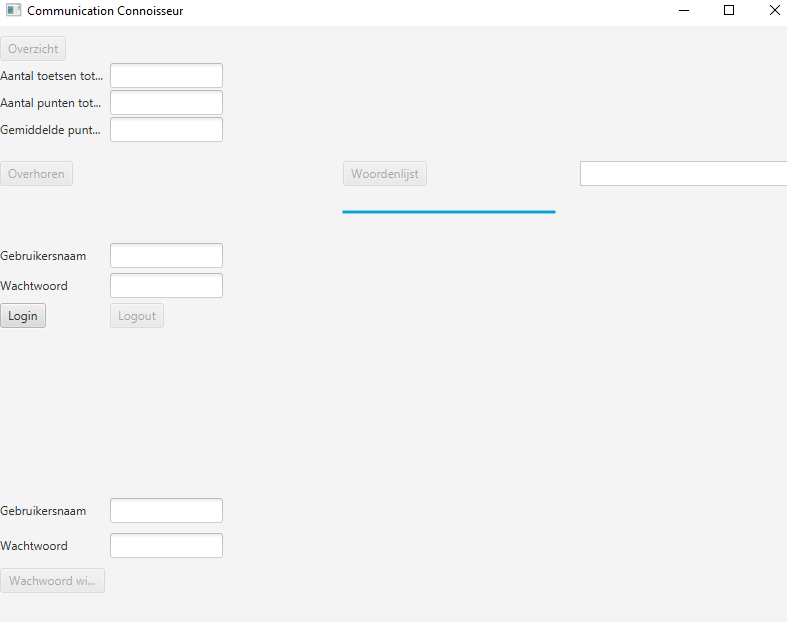 Communication Connoisseur
Overzicht
Aantal toetsen tot...
Aantal punten tot...
Gemiddelde punt...
Overhoren
Woordenlijst
Gebruikersnaam
Wachtwoord
Login
Logout
Gebruikersnaam
Wachtwoord
Wachwoord wi...